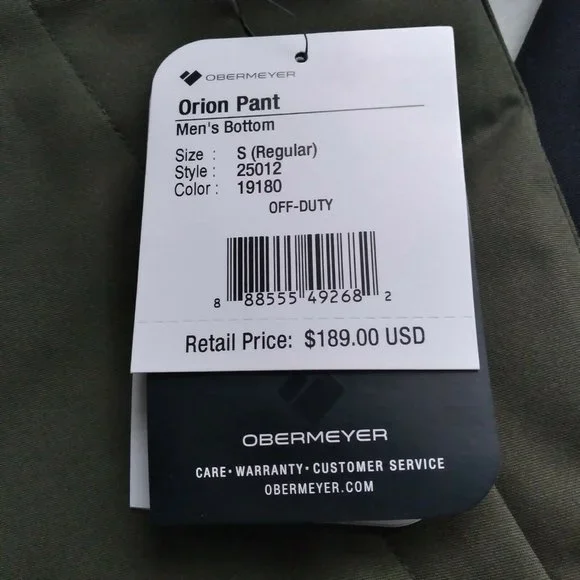 OBERMEYER
Orion Pant
Men's Bottom
Size : S (Regular)
Style : 25012
Color : 19180
OFF-DUTY
8 88555 49268 2
Retail Price: $189.00 USD
OBERMEYER
CARE • WARRANTY • CUSTOMER SERVICE
OBERMEYER.COM